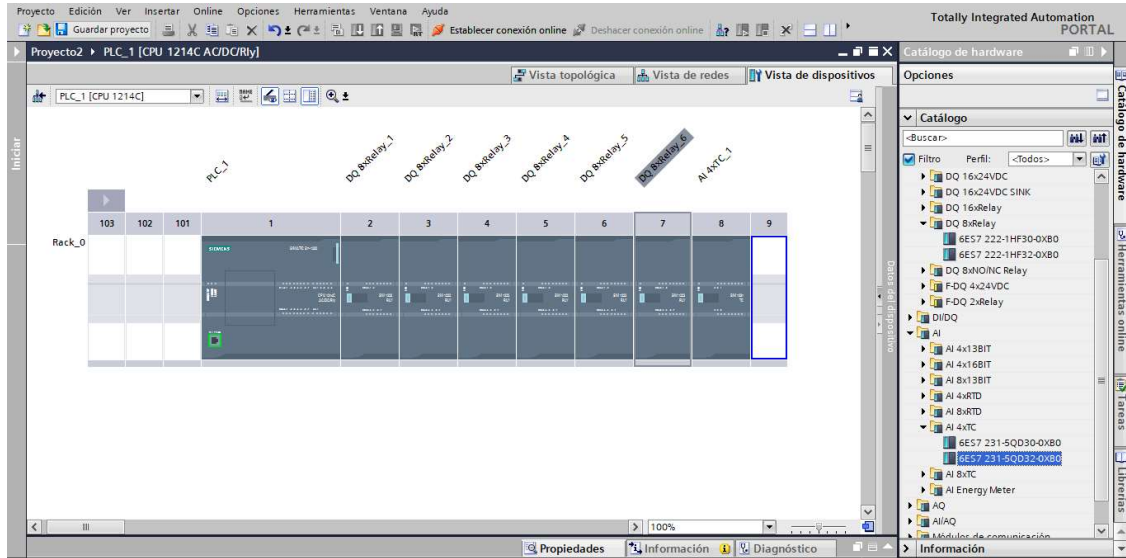 Proyecto Edición Ver Insertar Online Opciones Herramientas Ventana Ayuda
Guardar proyecto
Establecer conexión online
Deshacer conexión online
Totally Integrated Automation
PORTAL
Proyecto2 ▸ PLC_1 [CPU 1214C AC/DC/Rly]
Vista topológica
Vista de redes
Vista de dispositivos
PLC_1 [CPU 1214C]
Iniciar
PLC_1
DQ 8xRelay_1
DQ 8xRelay_2
DQ 8xRelay_3
DQ 8xRelay_4
DQ 8xRelay_5
DQ 8xRelay_6
AI 4xTC_1
103 102 101 1 2 3 4 5 6 7 8 9
Rack_0
SIEMENS
Datos del dispositivo
100%
Propiedades
Información
Diagnóstico
Catálogo de hardware
Opciones
Catálogo
<Buscar>
Filtro Perfil: <Todos>
DQ 16x24VDC
DQ 16x24VDC SINK
DQ 16xRelay
DQ 8xRelay
6ES7 222-1HF30-0XB0
6ES7 222-1HF32-0XB0
DQ 8xNO/NC Relay
F-DQ 4x24VDC
F-DQ 2xRelay
DI/DQ
AI
AI 4x13BIT
AI 4x16BIT
AI 8x13BIT
AI 4xRTD
AI 8xRTD
AI 4xTC
6ES7 231-5QD30-0XB0
6ES7 231-5QD32-0XB0
AI 8xTC
AI Energy Meter
AQ
AI/AQ
Módulos de comunicación
Información
Catálogo de hardware
Herramientas online
Tareas
Librerías